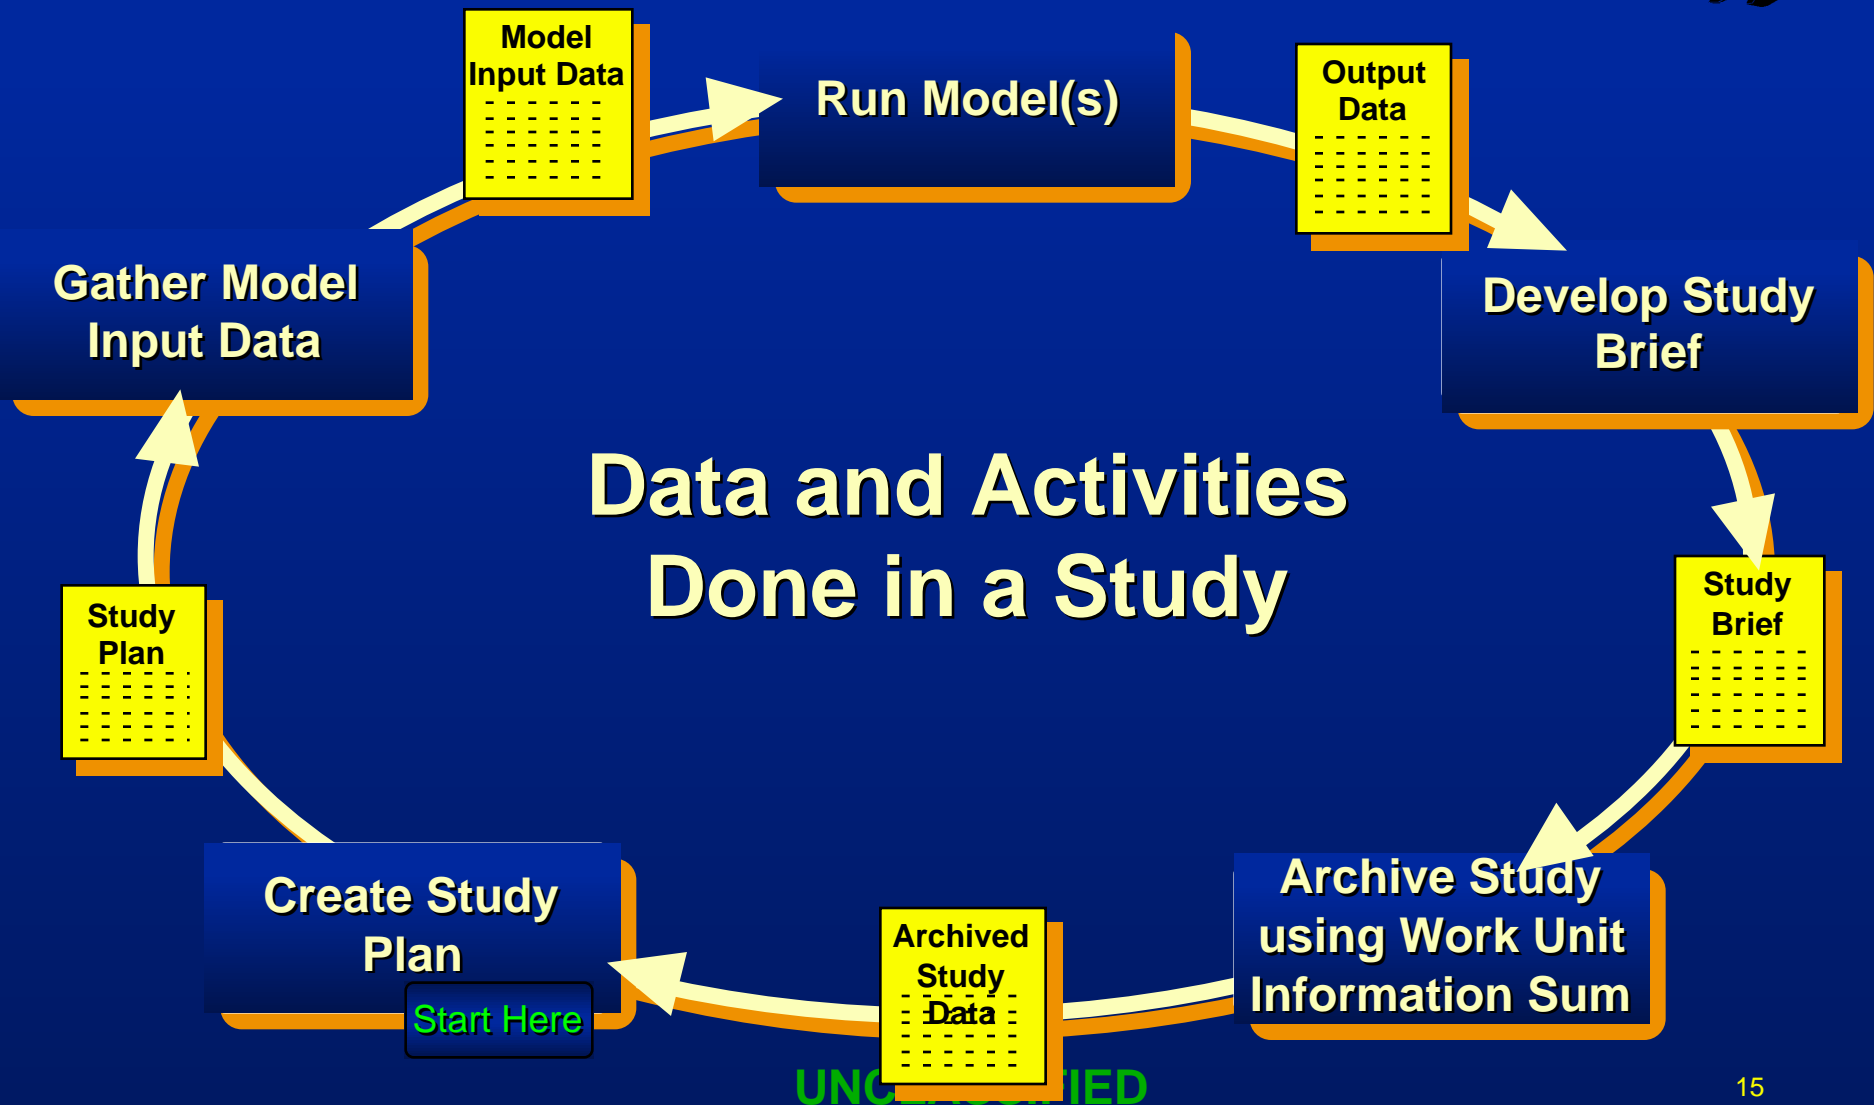 Model
Input Data
Run Model(s)
Output
Data
Gather Model
Input Data
Develop Study
Brief
Data and Activities
Done in a Study
Study
Plan
Study
Brief
Create Study
Plan
Start Here
Archived
Study
Data
Archive Study
using Work Unit
Information Sum
UNCLASSIFIED
15